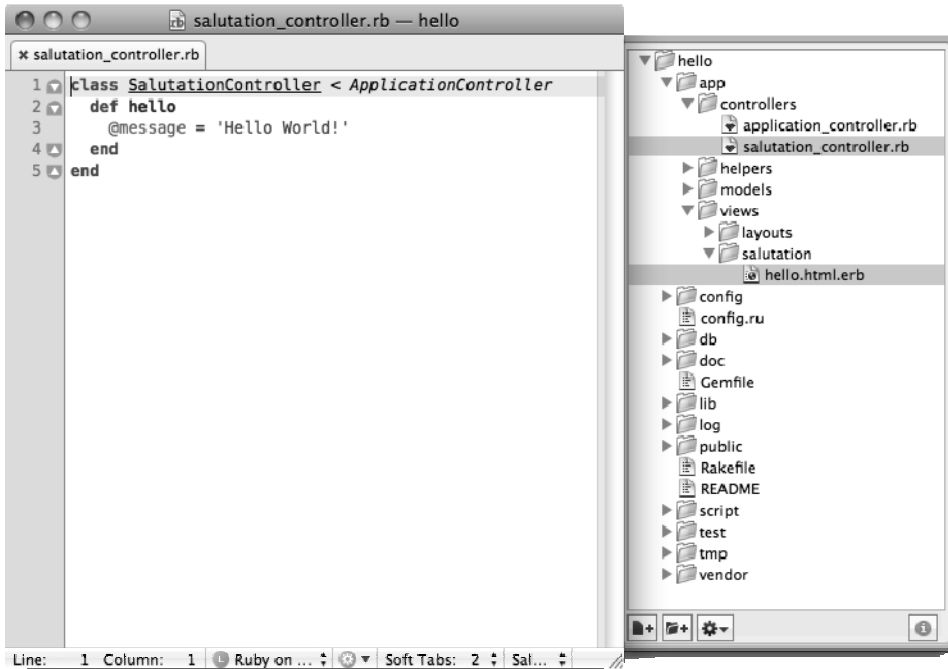 salutation_controller.rb — hello
× salutation_controller.rb
1 class SalutationController < ApplicationController
2   def hello
3     @message = 'Hello World!'
4   end
5 end
Line: 1 Column: 1 L Ruby on ... Soft Tabs: 2 Sal...
hello
app
controllers
application_controller.rb
salutation_controller.rb
helpers
models
views
layouts
salutation
hello.html.erb
config
config.ru
db
doc
Gemfile
lib
log
public
Rakefile
README
script
test
tmp
vendor